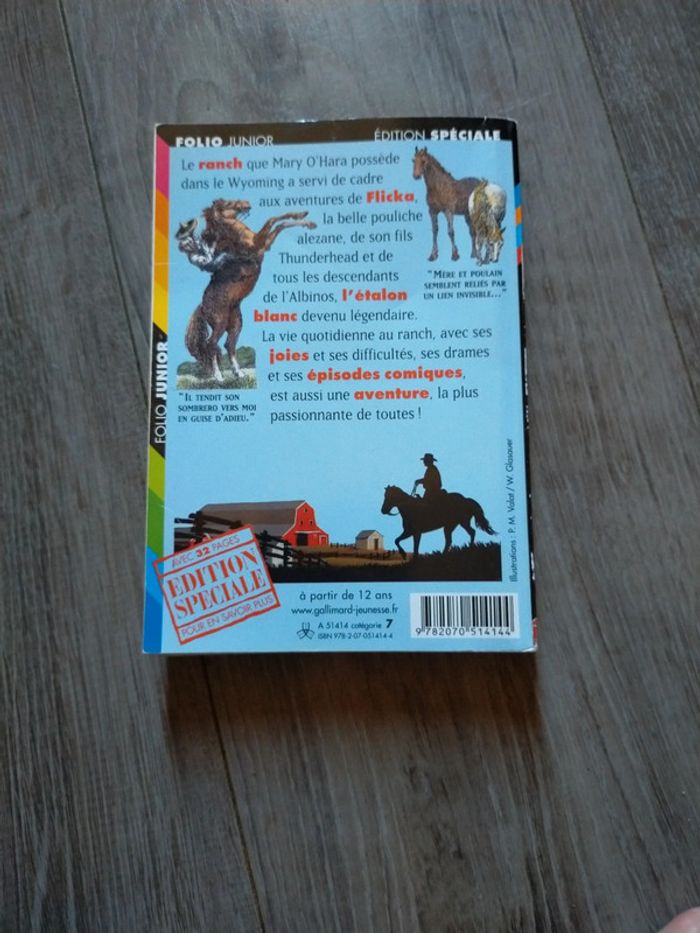 FOLIO JUNIOR
ÉDITION SPÉCIALE
Le ranch que Mary O'Hara possède
dans le Wyoming a servi de cadre
aux aventures de Flicka,
la belle pouliche
alezane, de son fils
Thunderhead et de
tous les descendants
de l'Albinos, l'étalon
blanc devenu légendaire.
La vie quotidienne au ranch, avec ses
joies et ses difficultés, ses drames
et ses épisodes comiques,
est aussi une aventure, la plus
passionnante de toutes !
"MÈRE ET POULAIN
SEMBLENT RELIÉS PAR
UN LIEN INVISIBLE..."
"IL TENDIT SON
SOMBRERO VERS MOI
EN GUISE D'ADIEU."
FOLIO JUNIOR
Illustrations : P. M. Valat / W. Glasauer
AVEC 32 PAGES
EDITION
SPÉCIALE
POUR EN SAVOIR PLUS
à partir de 12 ans
www.gallimard-jeunesse.fr
A 51414 catégorie 7
ISBN 978-2-07-051414-4
9 782070 514144